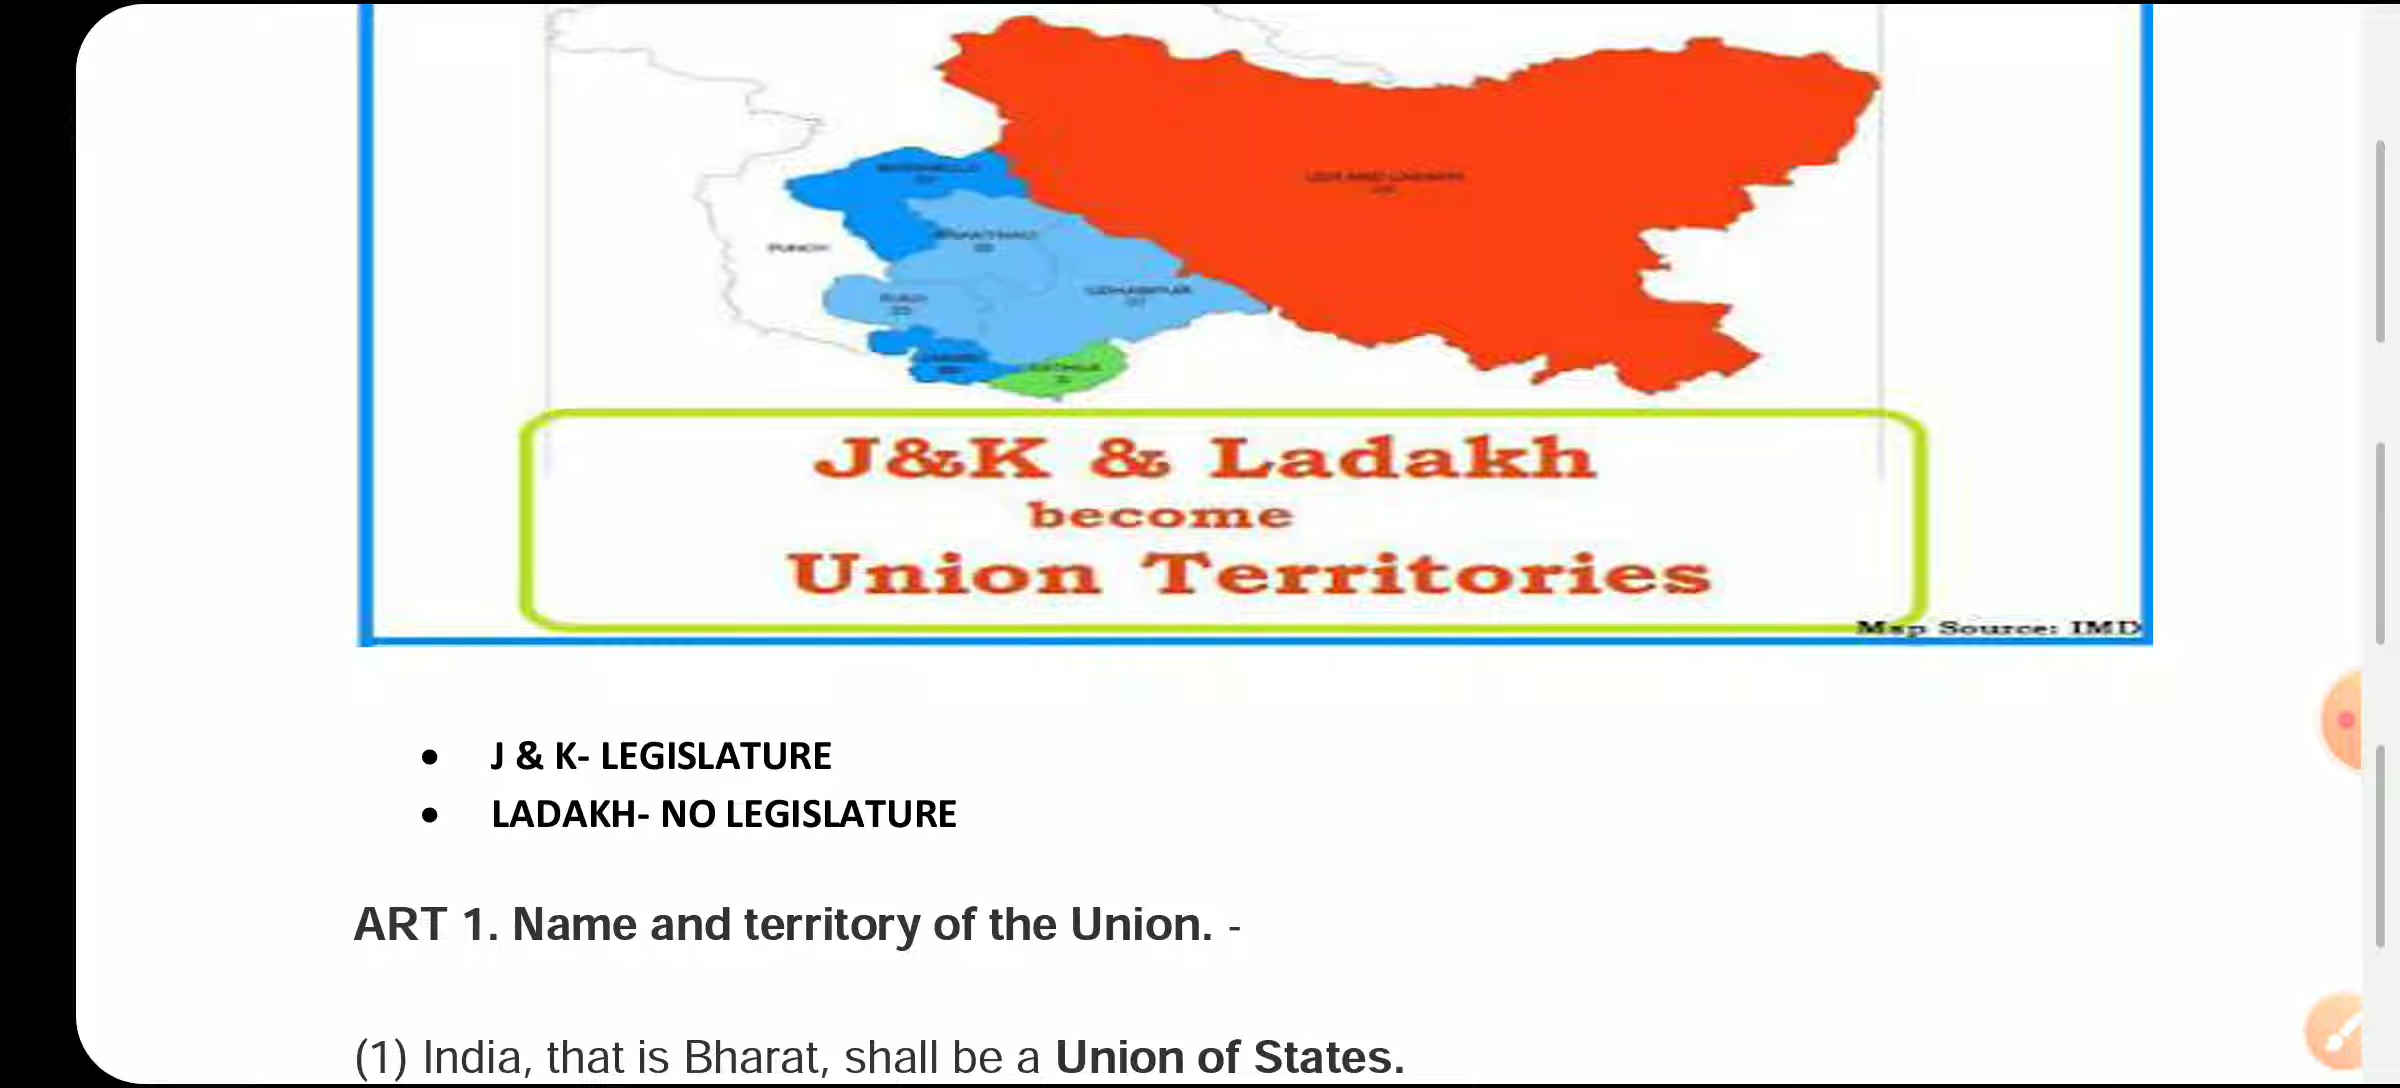 PUNCH
J&K & Ladakh
become
Union Territories
Map Source: IMD
• J & K- LEGISLATURE
• LADAKH- NO LEGISLATURE
ART 1. Name and territory of the Union. -
(1) India, that is Bharat, shall be a Union of States.